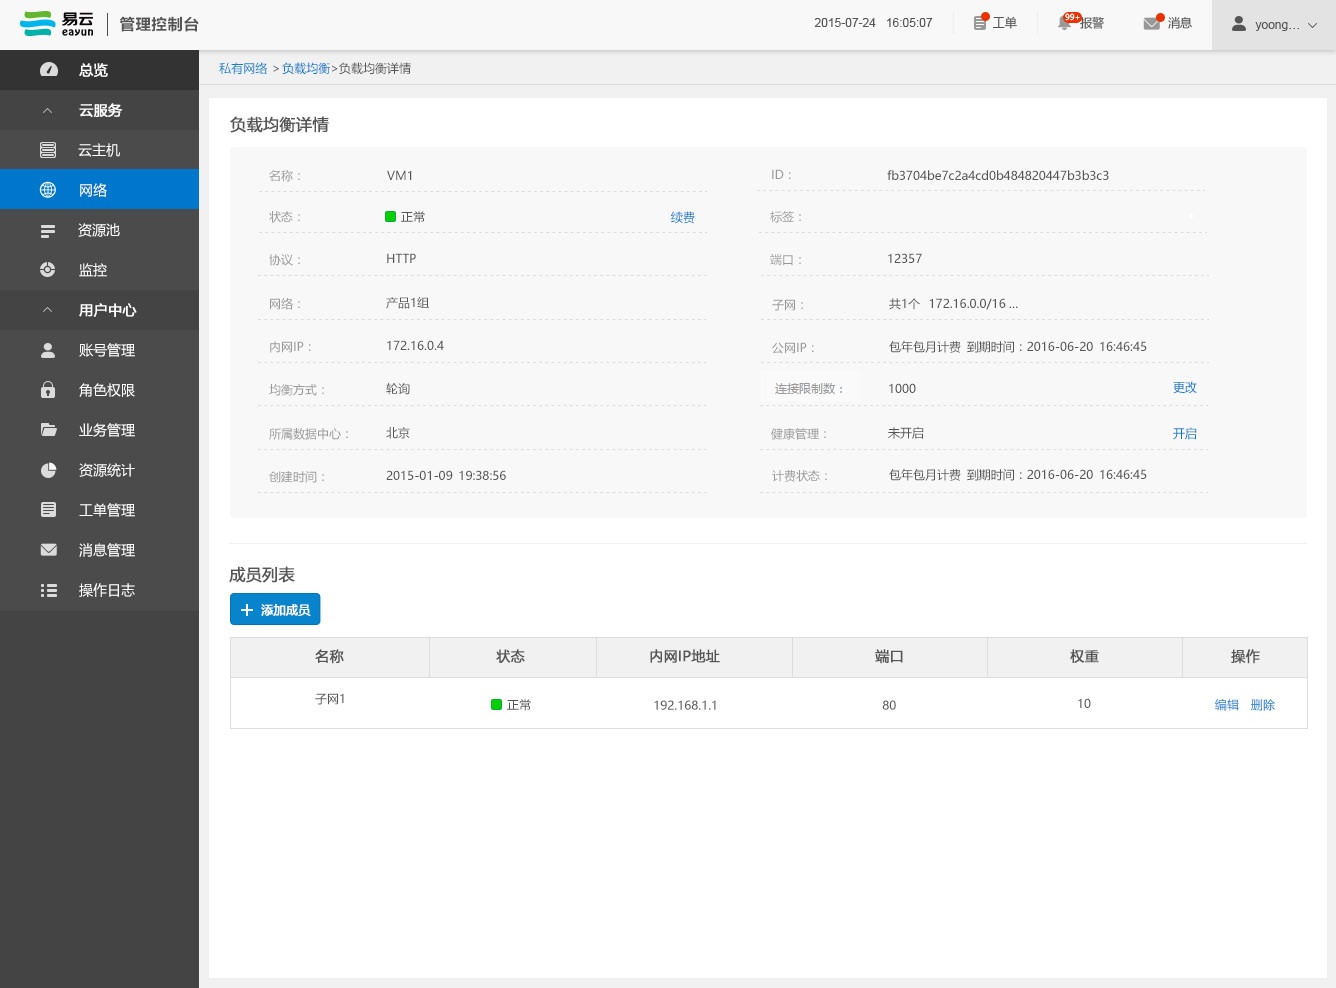 易云 eayun 管理控制台 2015-07-24 16:05:07 工单 99+ 报警 消息 yoong...
私有网络 > 负载均衡>负载均衡详情
总览
云服务
云主机
网络
资源池
监控
用户中心
账号管理
角色权限
业务管理
资源统计
工单管理
消息管理
操作日志
负载均衡详情
名称： VM1 ID： fb3704be7c2a4cd0b484820447b3b3c3
状态： 正常 续费 标签：
协议： HTTP 端口： 12357
网络： 产品1组 子网： 共1个 172.16.0.0/16 ...
内网IP： 172.16.0.4 公网IP： 包年包月计费 到期时间：2016-06-20 16:46:45
均衡方式： 轮询 连接限制数： 1000 更改
所属数据中心： 北京 健康管理： 未开启 开启
创建时间： 2015-01-09 19:38:56 计费状态： 包年包月计费 到期时间：2016-06-20 16:46:45
成员列表
添加成员
名称 状态 内网IP地址 端口 权重 操作
子网1 正常 192.168.1.1 80 10 编辑 删除